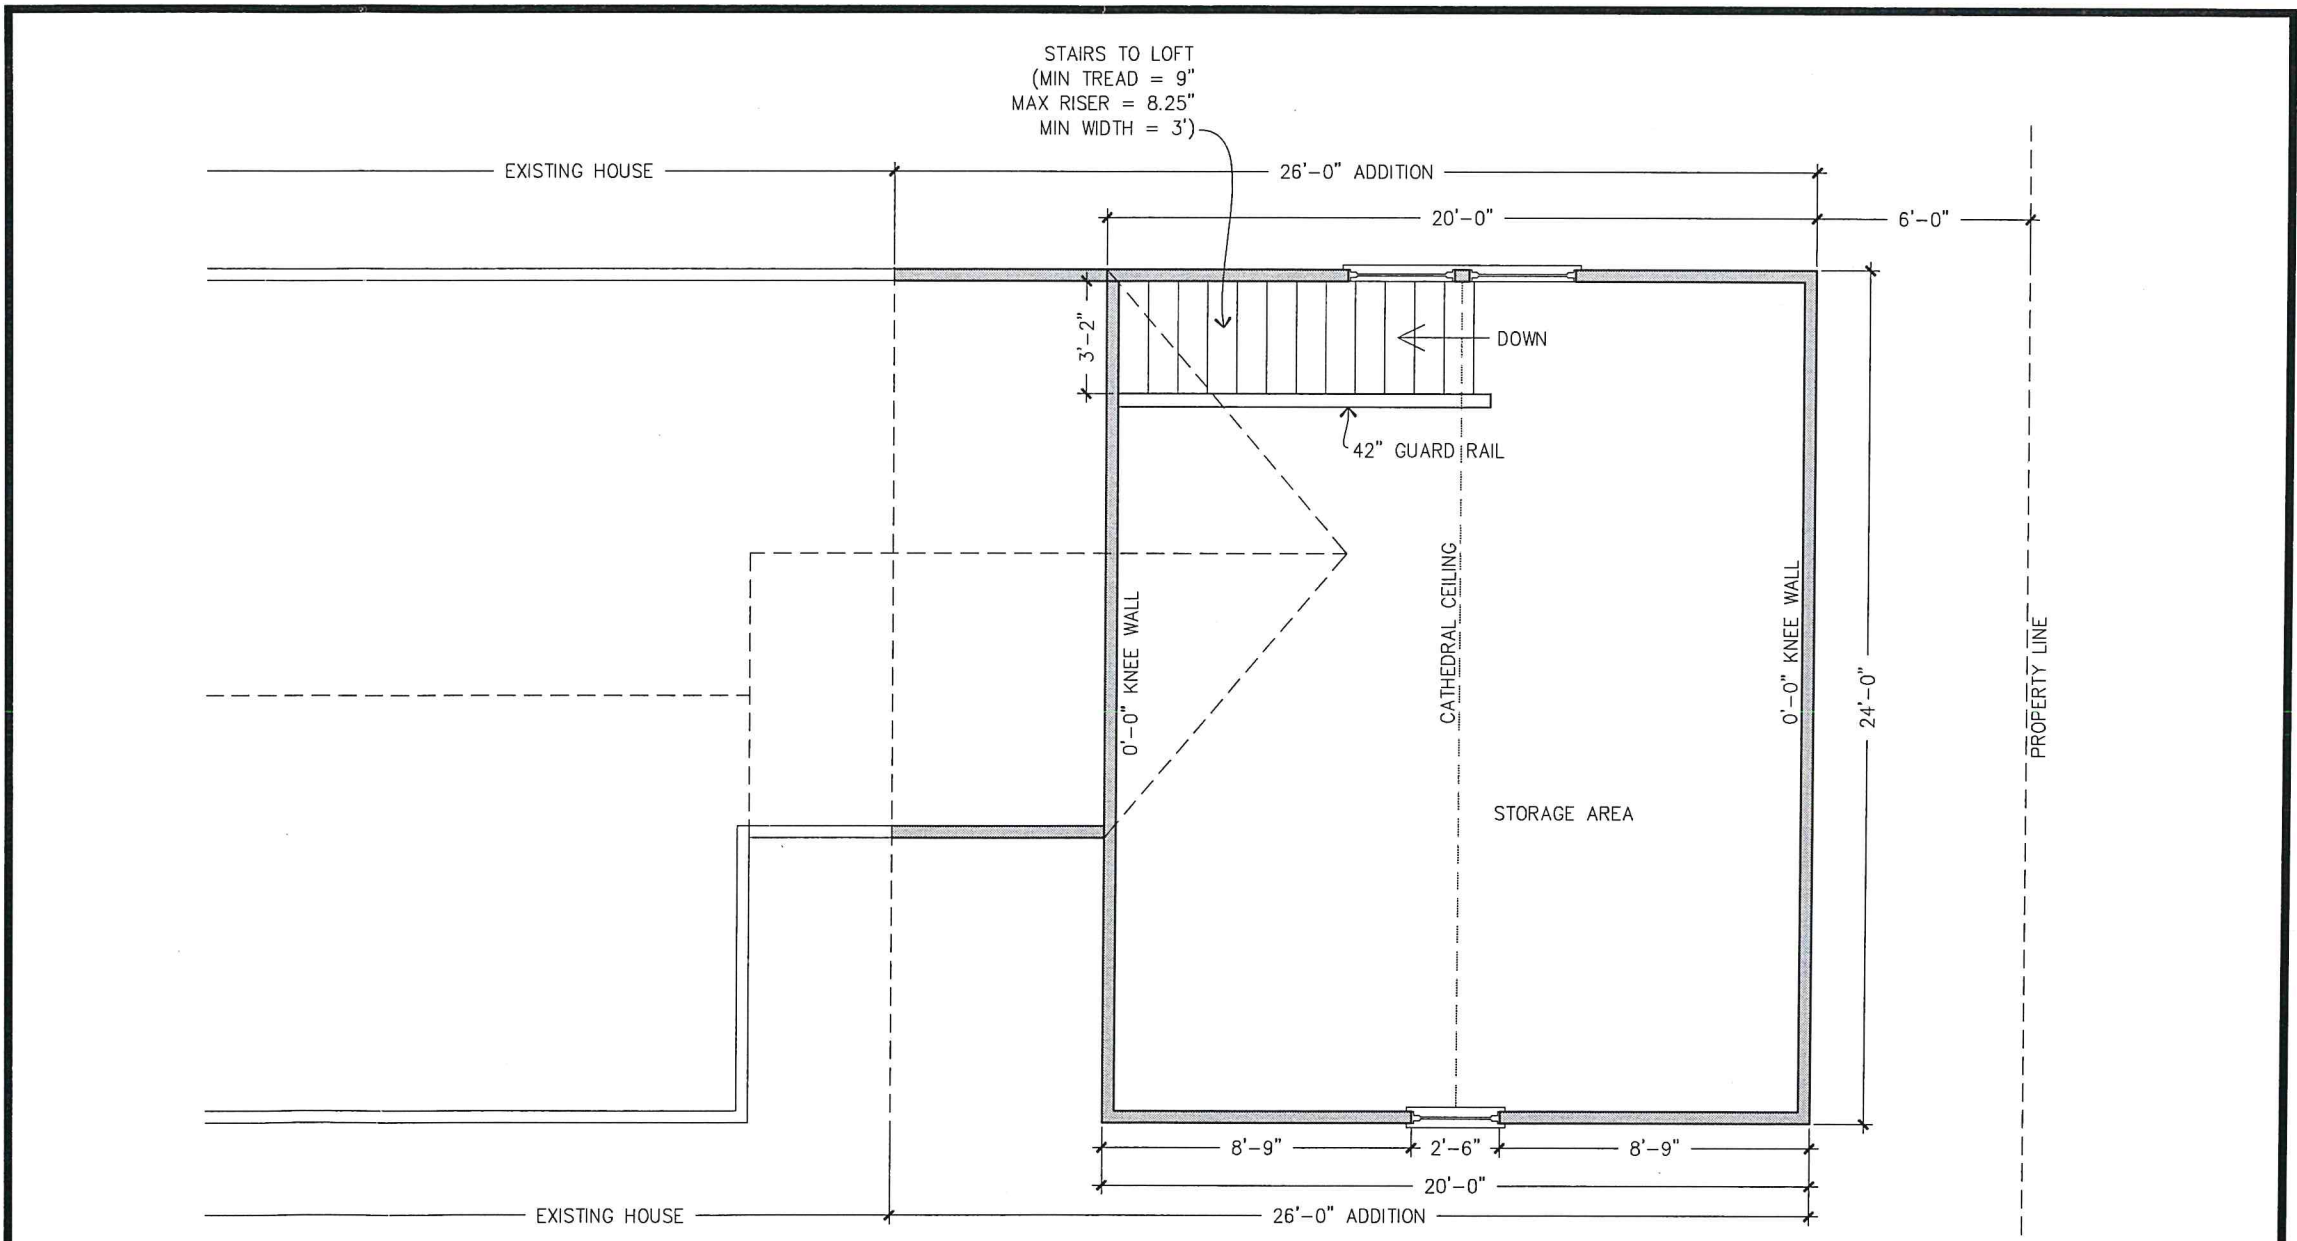 STAIRS TO LOFT
(MIN TREAD = 9"
MAX RISER = 8.25"
MIN WIDTH = 3')
EXISTING HOUSE
26'-0" ADDITION
20'-0"
6'-0"
3'-2"
DOWN
42" GUARD RAIL
CATHEDRAL CEILING
0'-0" KNEE WALL
0'-0" KNEE WALL
24'-0"
PROPERTY LINE
STORAGE AREA
8'-9"
2'-6"
8'-9"
20'-0"
EXISTING HOUSE
26'-0" ADDITION